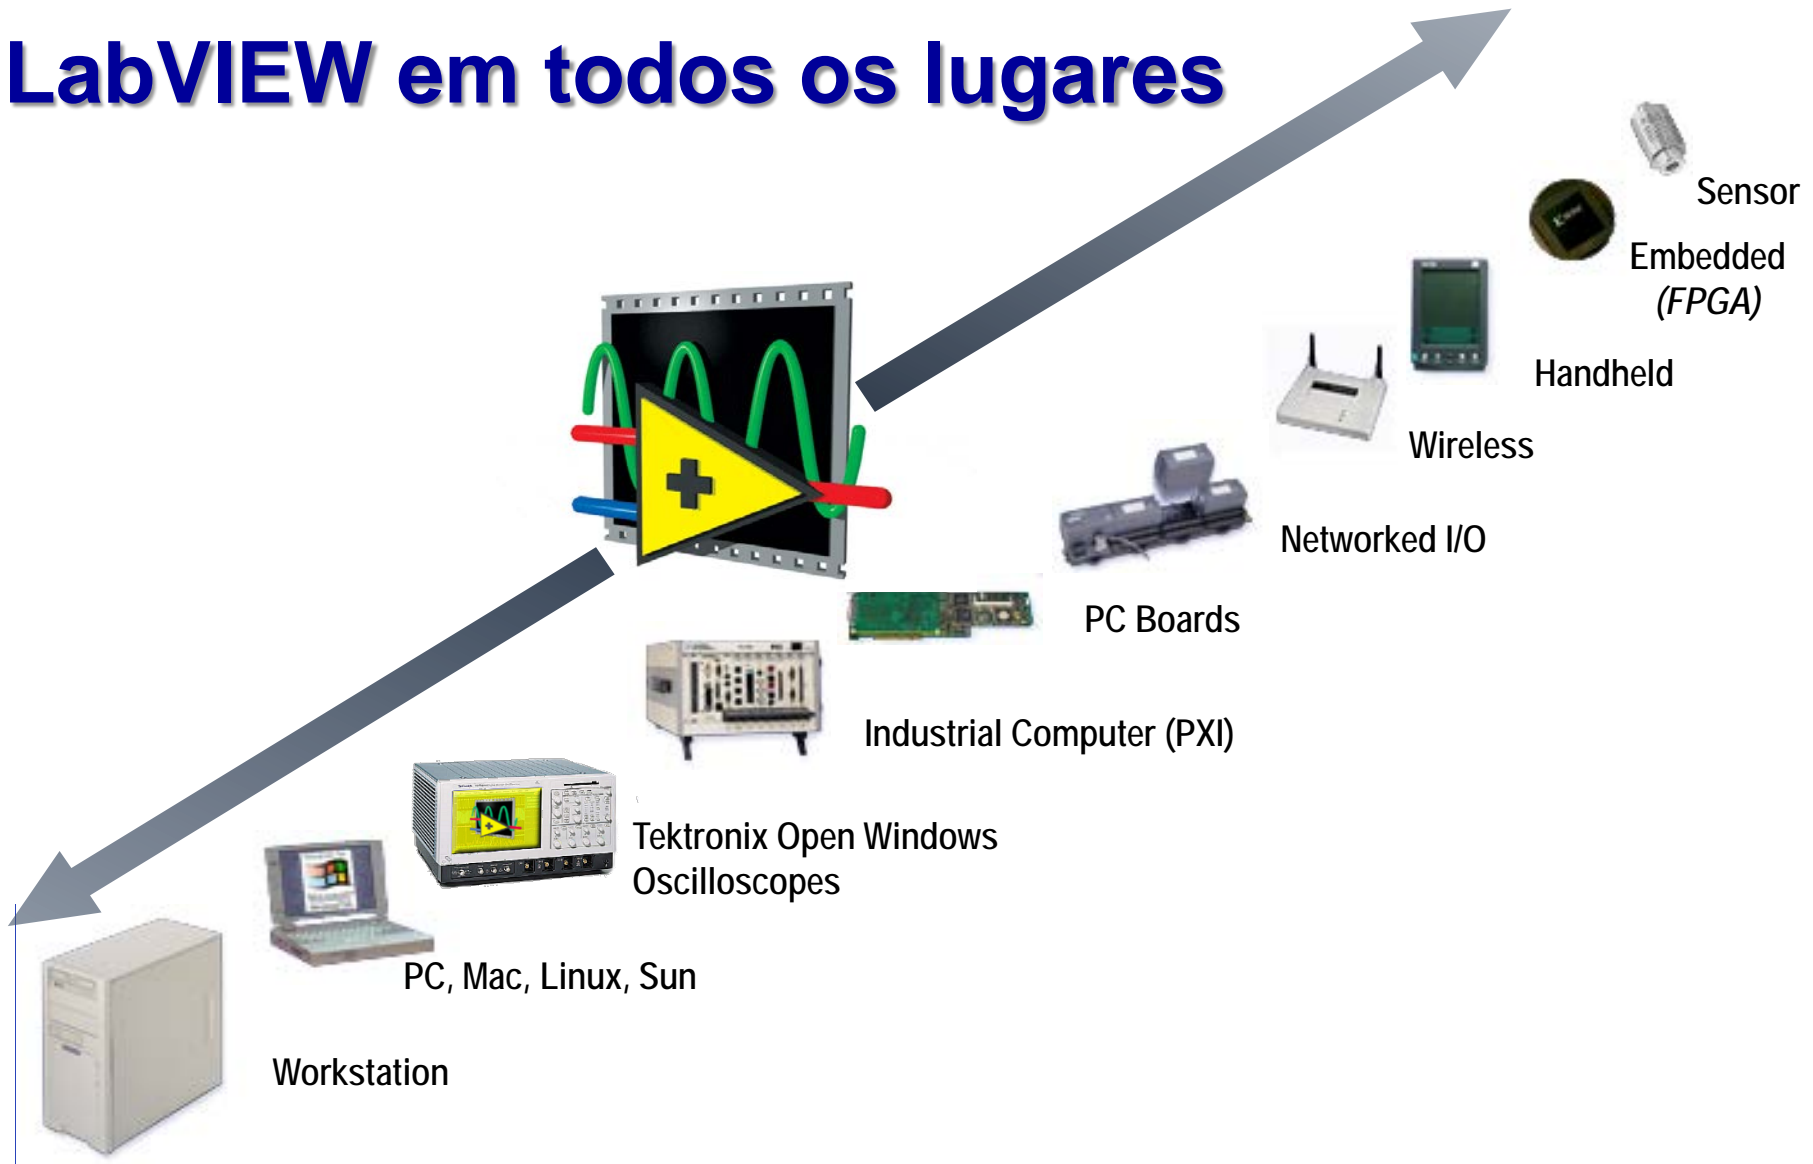 LabVIEW em todos os lugares
Sensor
Embedded
(FPGA)
Handheld
Wireless
Networked I/O
PC Boards
Industrial Computer (PXI)
Tektronix Open Windows
Oscilloscopes
PC, Mac, Linux, Sun
Workstation